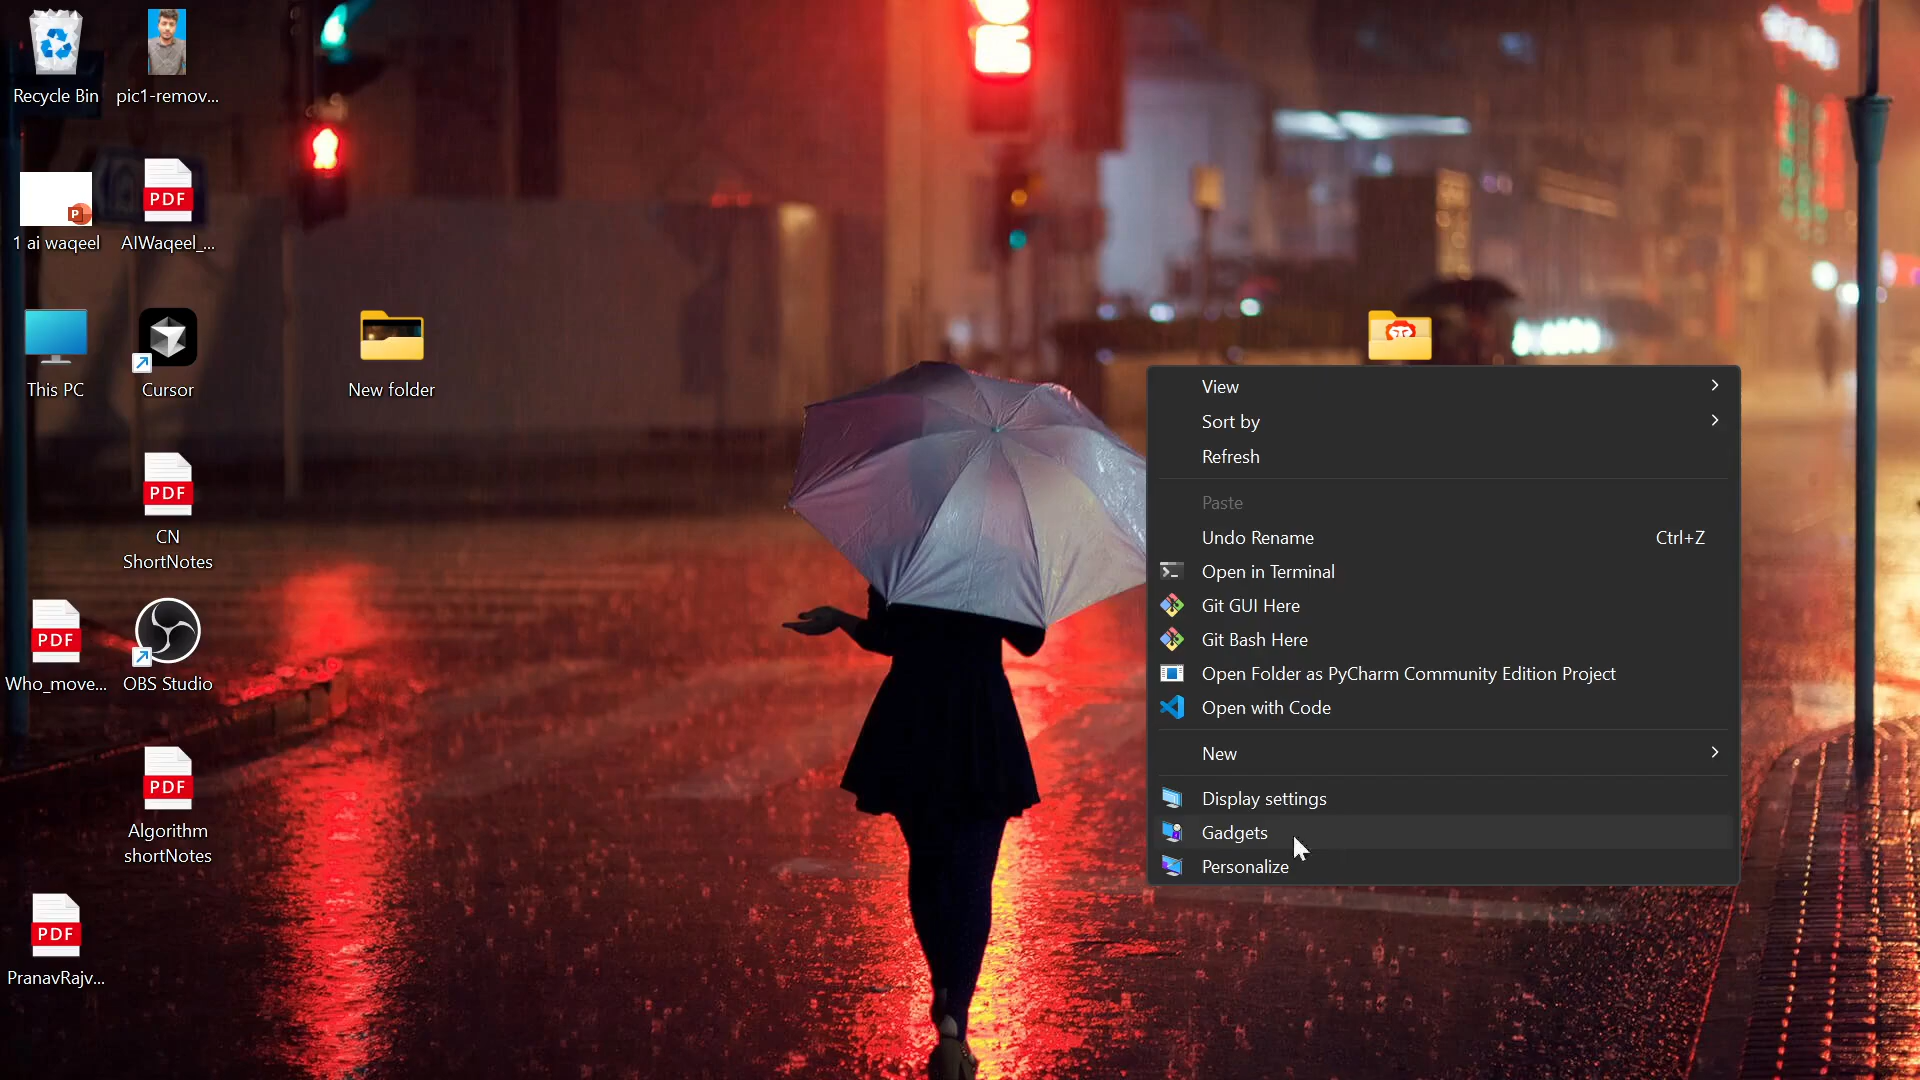 Recycle Bin
pic1-remov...
P
1 ai waqeel
PDF
AIWaqeel_...
This PC
Cursor
New folder
PDF
CN
ShortNotes
PDF
Who_move...
OBS Studio
PDF
Algorithm
shortNotes
PDF
PranavRajv...
View
Sort by
Refresh
Paste
Undo Rename Ctrl+Z
Open in Terminal
Git GUI Here
Git Bash Here
Open Folder as PyCharm Community Edition Project
Open with Code
New
Display settings
Gadgets
Personalize